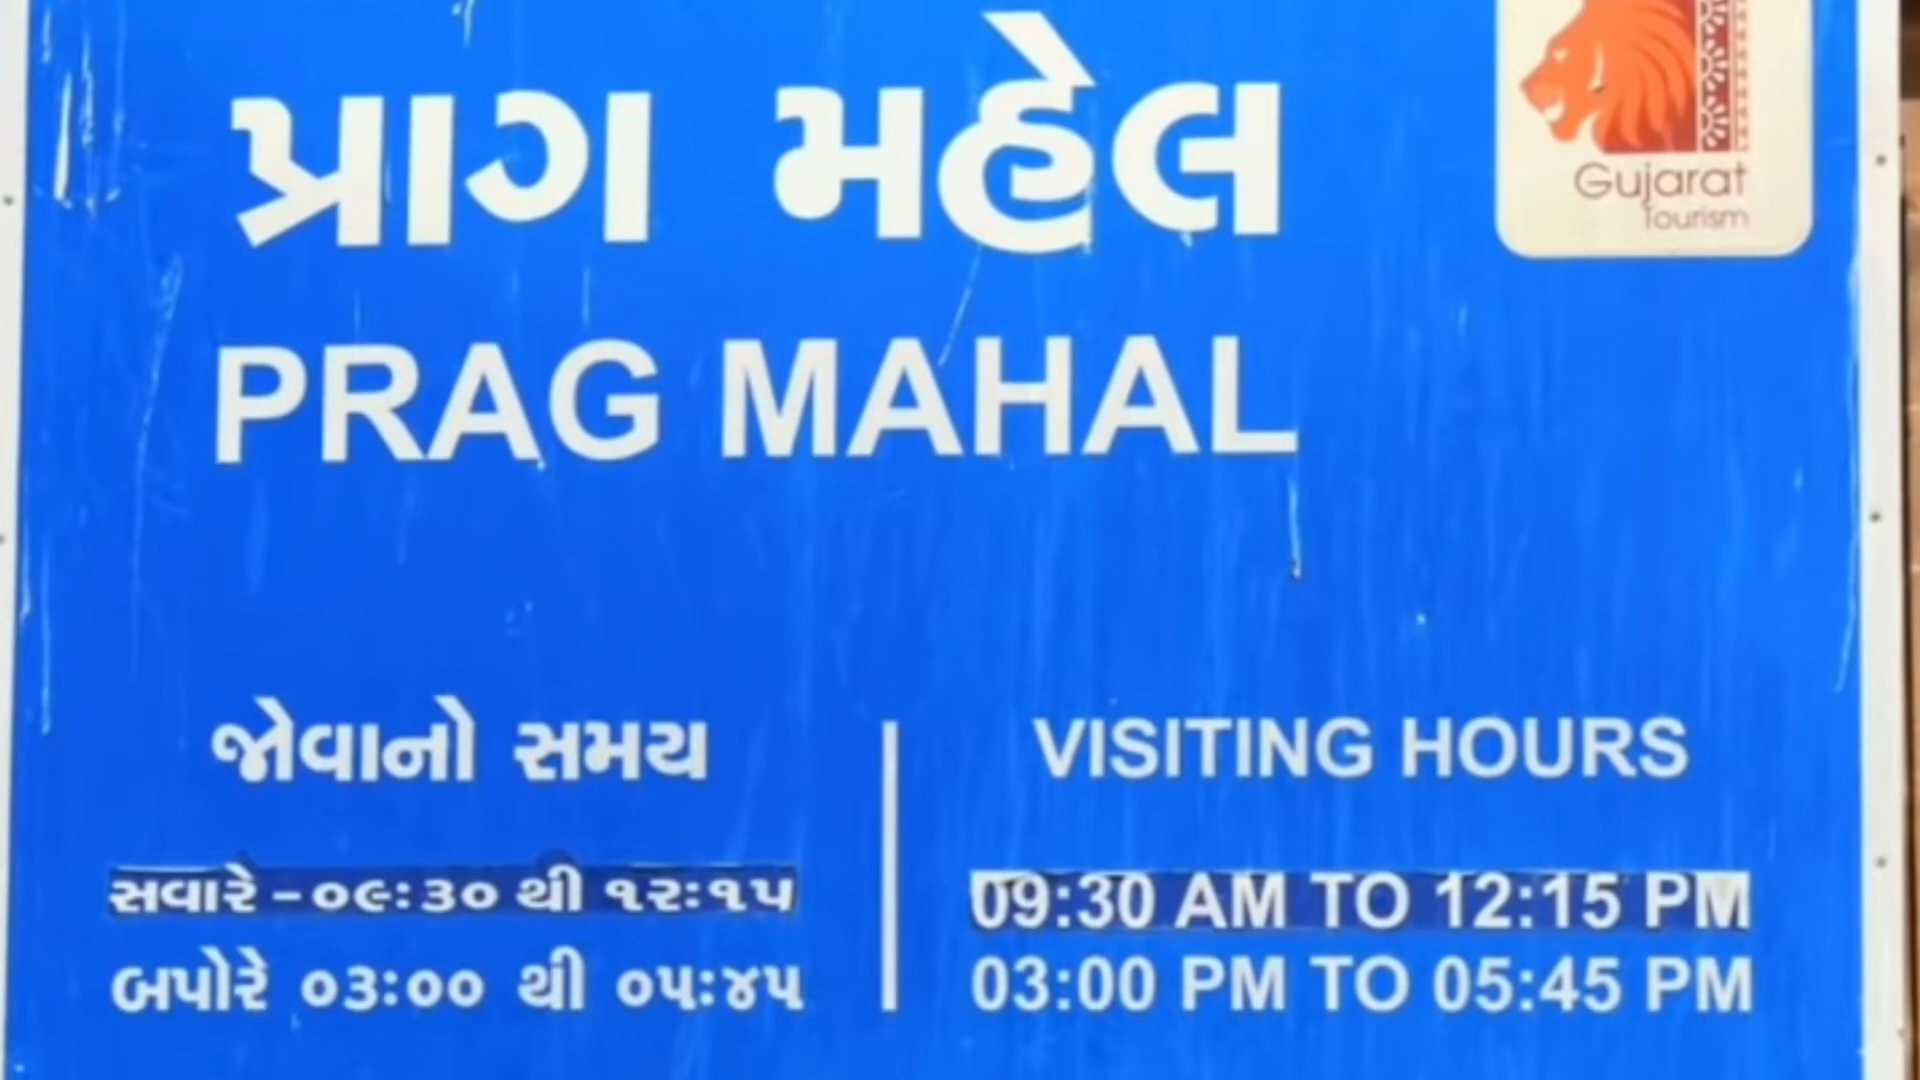 પ્રાગ મહેલ
Gujarat
Tourism
PRAG MAHAL
જોવાનો સમય
સવારે - ૦૯:૩૦ થી ૧૨:૧૫
બપોરે ૦૩:૦૦ થી ૦૫:૪૫
VISITING HOURS
09:30 AM TO 12:15 PM
03:00 PM TO 05:45 PM